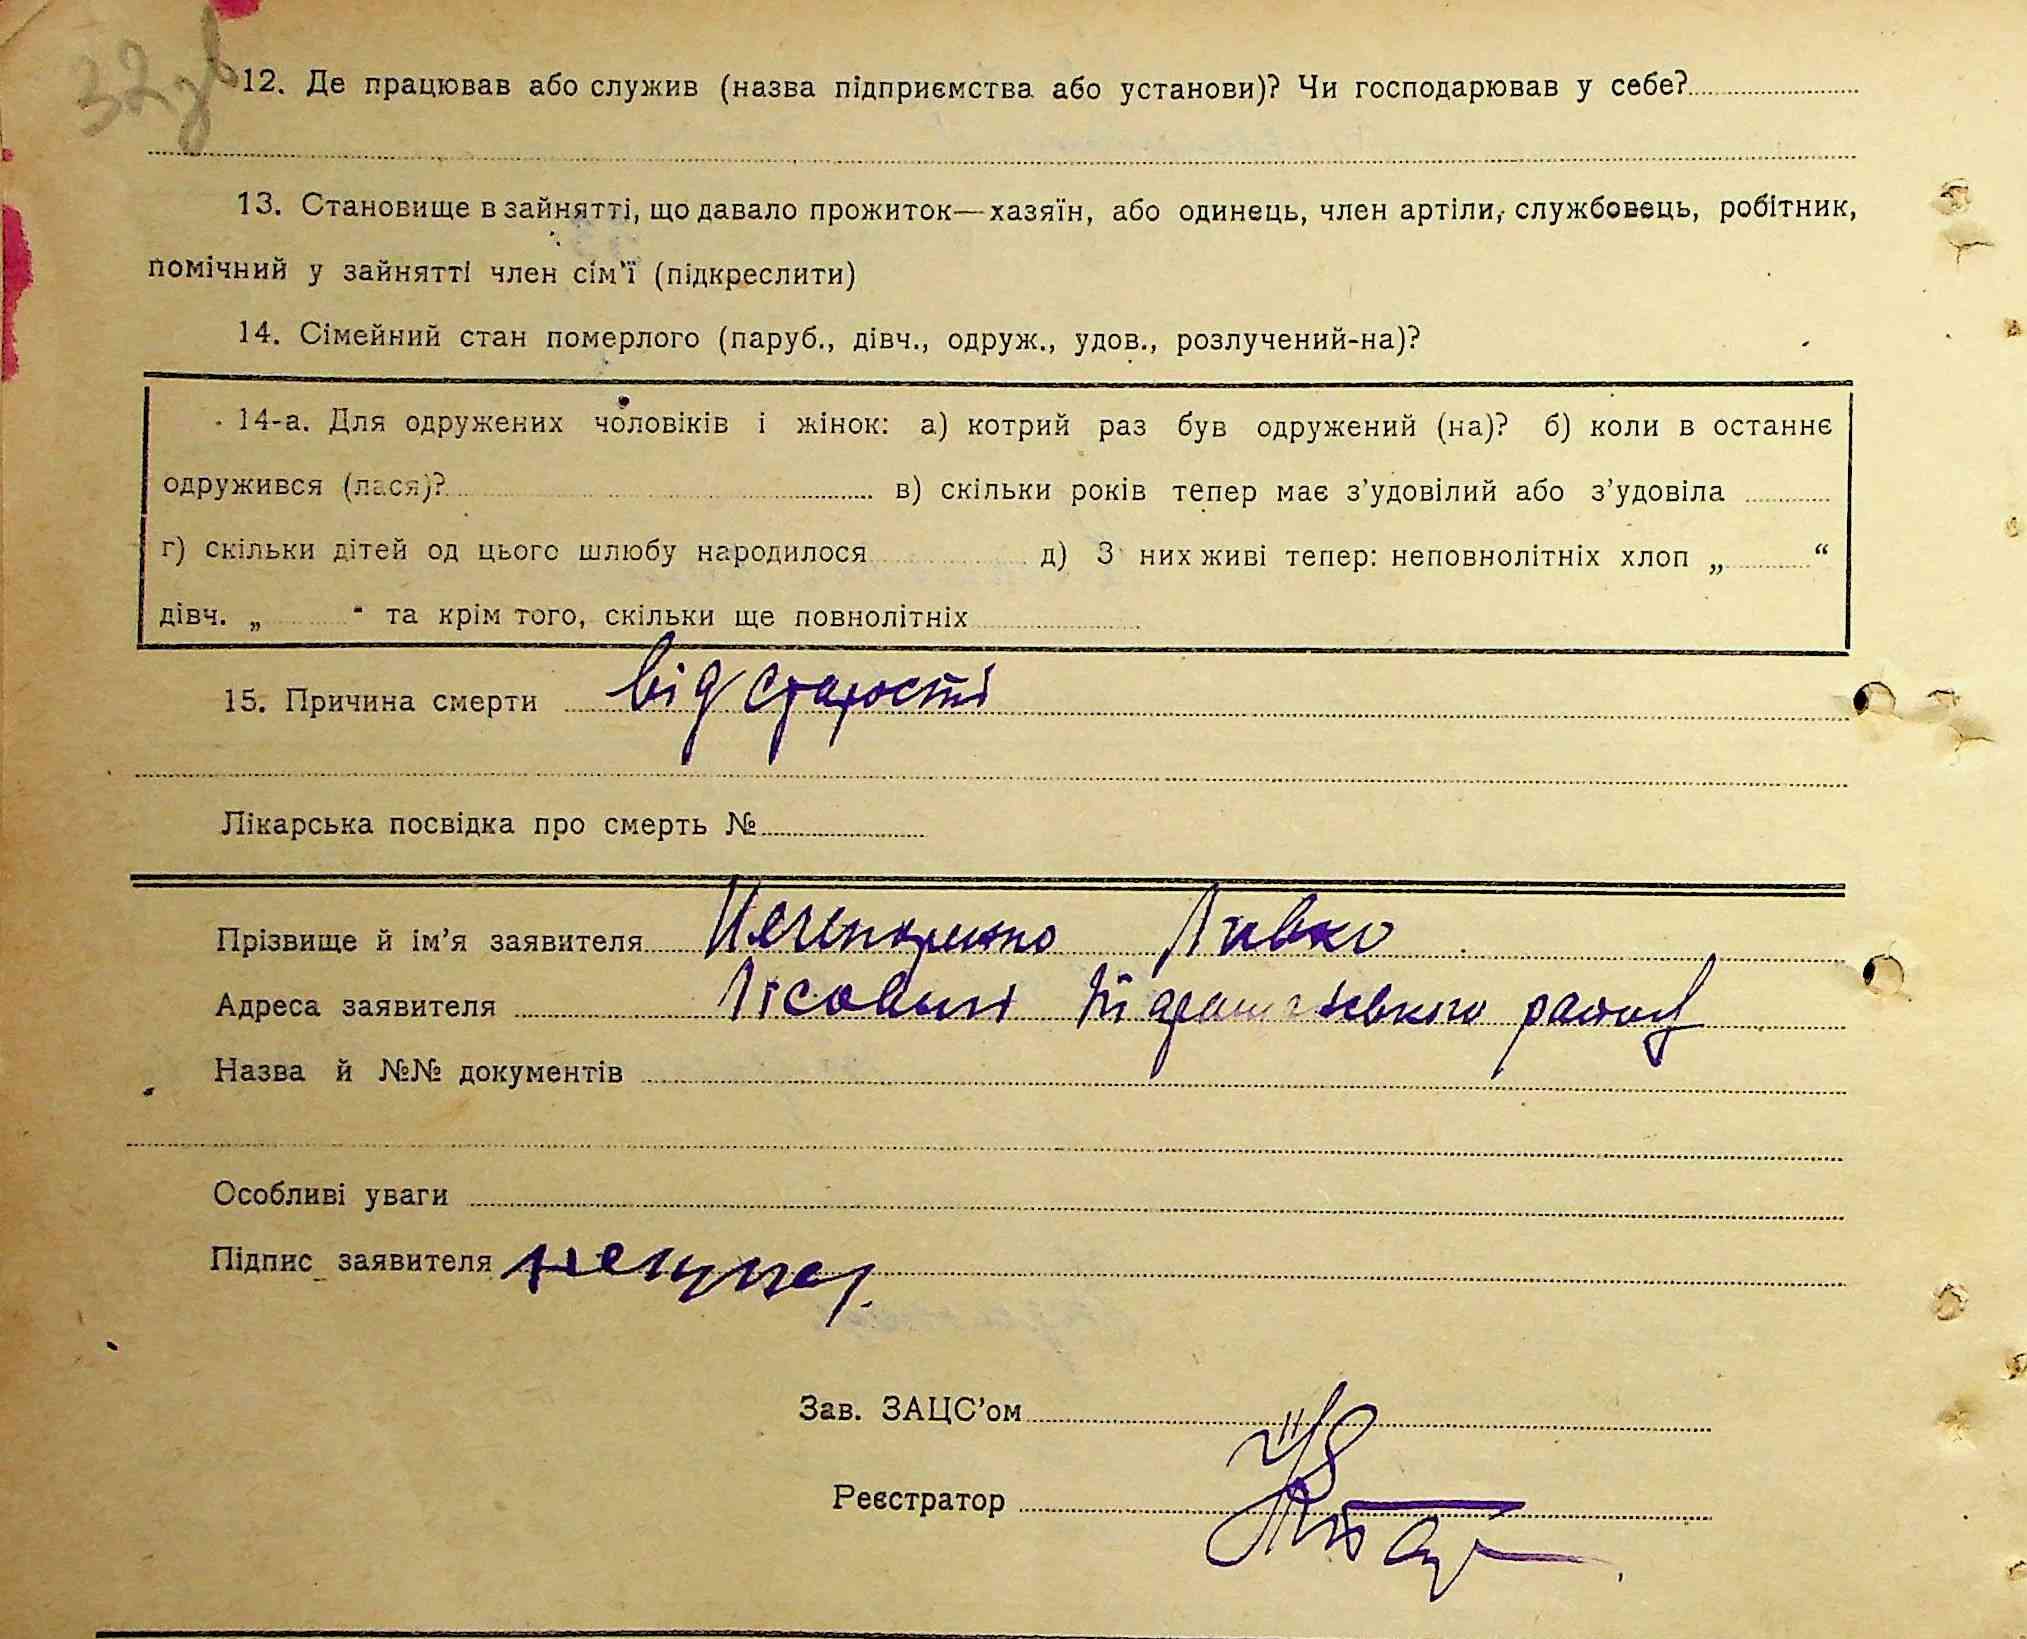 32зв
12. Де працював або служив (назва підприємства або установи)? Чи господарював у себе?
13. Становище в зайнятті, що давало прожиток—хазяїн, або одинець, член артіли, службовець, робітник,
помічний у зайнятті член сім'ї (підкреслити)
14. Сімейний стан померлого (паруб., дівч., одруж., удов., розлучений-на)?
14-а. Для одружених чоловіків і жінок: а) котрий раз був одружений (на)? б) коли в останнє
одружився (лася)? в) скільки років тепер має з'удовілий або з'удовіла
г) скільки дітей од цього шлюбу народилося д) З них живі тепер: неповнолітніх хлоп „ “
дівч. „ “ та крім того, скільки ще повнолітніх
15. Причина смерти від старості
Лікарська посвідка про смерть №
Прізвище й ім'я заявителя
Адреса заявителя району
Назва й №№ документів
Особливі уваги
Підпис заявителя
Зав. ЗАЦС'ом
Реєстратор